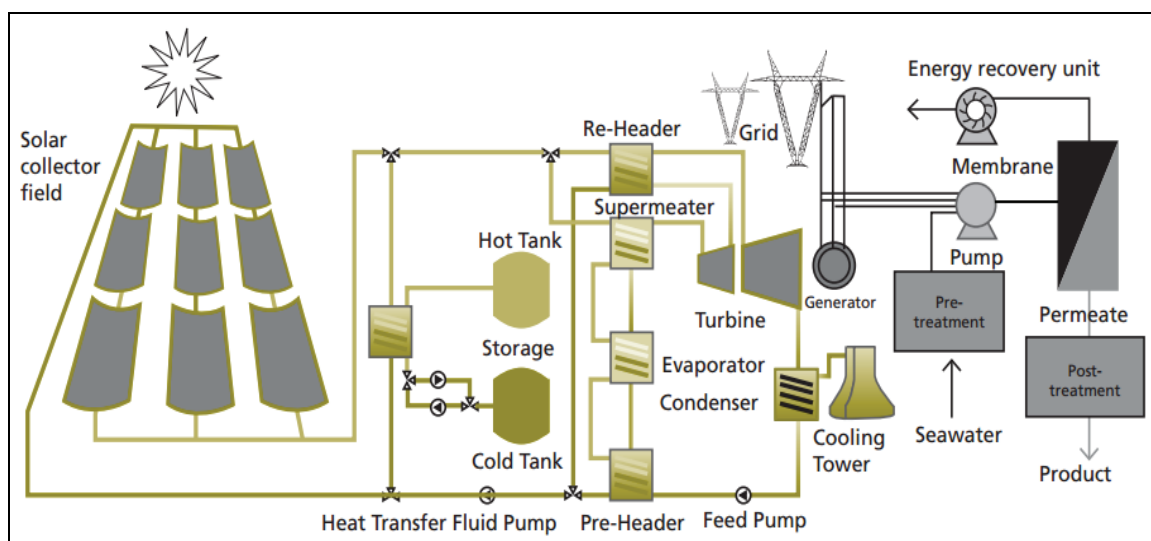 Solar
collector
field
Re-Header
Grid
Energy recovery unit
Membrane
Supermeater
Hot Tank
Pump
Generator
Turbine
Storage
Pre-
treatment
Permeate
Evaporator
Condenser
Post-
treatment
Cooling
Tower
Seawater
Cold Tank
Product
Heat Transfer Fluid Pump
Pre-Header
Feed Pump